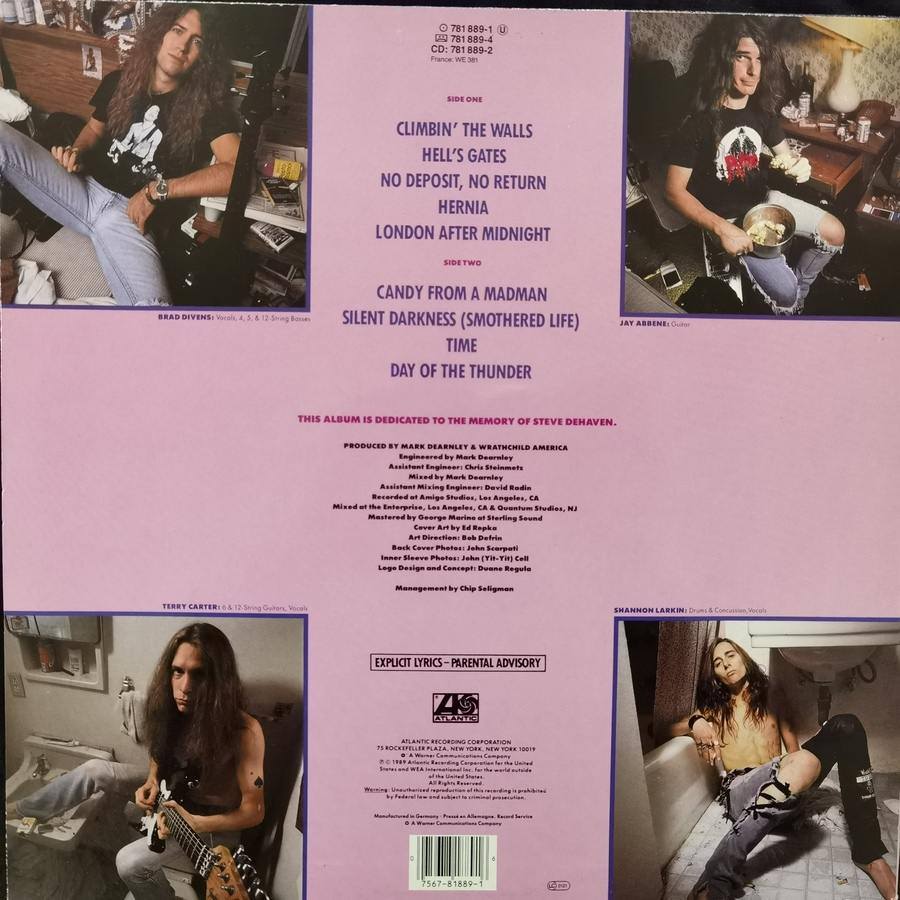 781 889-1 U
781 889-4
CD: 781 889-2
France: WE 381
SIDE ONE
CLIMBIN' THE WALLS
HELL'S GATES
NO DEPOSIT, NO RETURN
HERNIA
LONDON AFTER MIDNIGHT
SIDE TWO
CANDY FROM A MADMAN
SILENT DARKNESS (SMOTHERED LIFE)
TIME
DAY OF THE THUNDER
BRAD DIVENS: Vocals, 4, 5, & 12-String Basses
JAY ABBENE: Guitar
THIS ALBUM IS DEDICATED TO THE MEMORY OF STEVE DEHAVEN.
PRODUCED BY MARK DEARNLEY & WRATHCHILD AMERICA
Engineered by Mark Dearnley
Assistant Engineer: Chris Steinmetz
Mixed by Mark Dearnley
Assistant Mixing Engineer: David Radin
Recorded at Amigo Studios, Los Angeles, CA
Mixed at the Enterprise, Los Angeles, CA & Quantum Studios, NJ
Mastered by George Marino at Sterling Sound
Cover Art by Ed Repka
Art Direction: Bob Defrin
Back Cover Photos: John Scarpati
Inner Sleeve Photos: John (Yit-Yit) Cell
Logo Design and Concept: Duane Regula
Management by Chip Seligman
TERRY CARTER: 6 & 12-String Guitars, Vocals
SHANNON LARKIN: Drums & Concussion, Vocals
EXPLICIT LYRICS – PARENTAL ADVISORY
ATLANTIC
ATLANTIC RECORDING CORPORATION
75 ROCKEFELLER PLAZA, NEW YORK, NEW YORK 10019
A Warner Communications Company
℗ © 1989 Atlantic Recording Corporation for the United
States and WEA International Inc. for the world outside
of the United States.
All Rights Reserved.
Warning: Unauthorized reproduction of this recording is prohibited
by Federal law and subject to criminal prosecution.
Manufactured in Germany · Pressé en Allemagne. Record Service
A Warner Communications Company
0 6
7567-81889-1